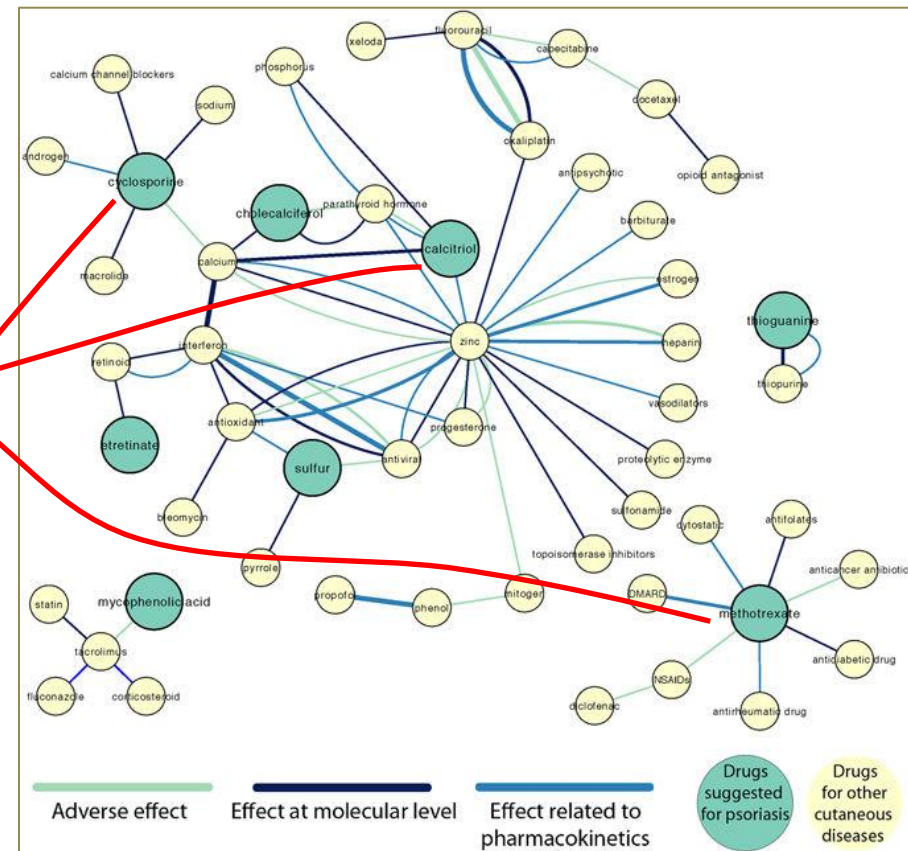 fluorouracil
xeloda
capecitabine
phosphorus
calcium channel blockers
docetaxel
sodium
oxaliplatin
androgen
antipsychotic
opioid antagonist
cyclosporine
cholecalciferol
parathyroid hormone
barbiturate
calcitriol
calcium
macrolide
estrogen
thioguanine
zinc
heparin
interferon
retinoid
thiopurine
vasodilators
antioxidant
progesterone
etretinate
antiviral
proteolytic enzyme
sulfur
sulfonamide
bleomycin
cytostatic
antifolates
topoisomerase inhibitors
pyrrole
anticancer antibiotic
propofo
mitogen
DMARD
statin
mycophenolic acid
phenol
methotrexate
tacrolimus
antidiabetic drug
NSAIDs
fluconazole
corticosteroid
diclofenac
antirheumatic drug
Adverse effect
Effect at molecular level
Effect related to
pharmacokinetics
Drugs
suggested
for psoriasis
Drugs
for other
cutaneous
diseases